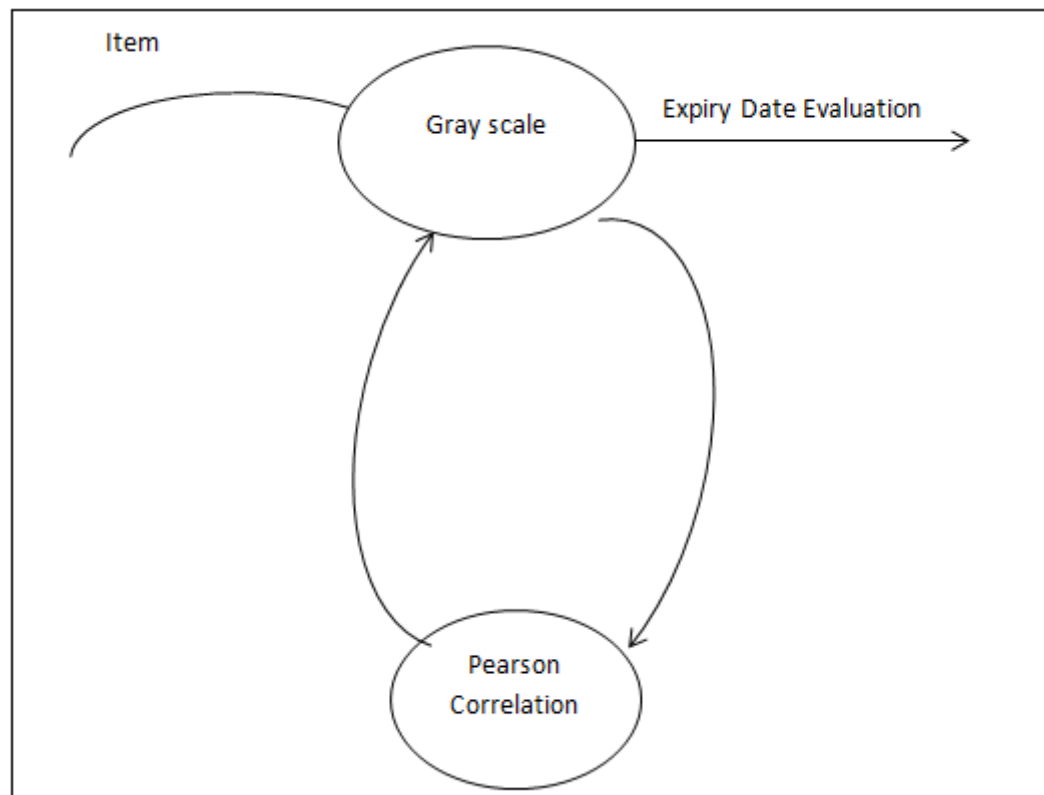 Item
Gray scale
Expiry Date Evaluation
Pearson
Correlation